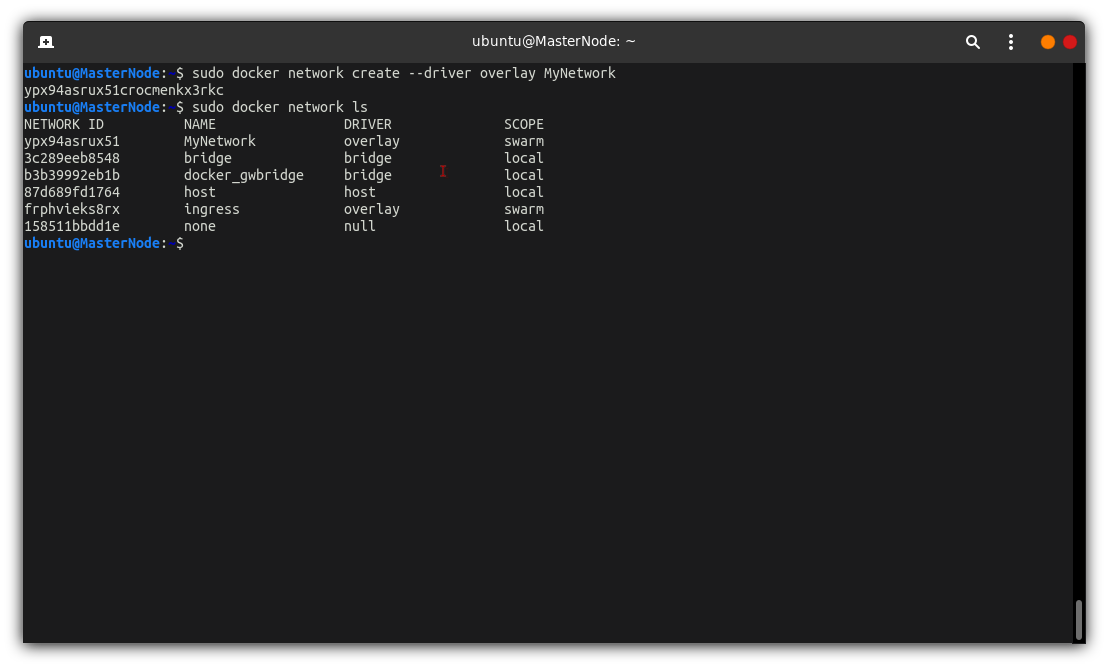 ubuntu@MasterNode: ~
ubuntu@MasterNode:~$ sudo docker network create --driver overlay MyNetwork
ypx94asrux51crocmenkx3rkc
ubuntu@MasterNode:~$ sudo docker network ls
NETWORK ID          NAME                DRIVER              SCOPE
ypx94asrux51        MyNetwork           overlay             swarm
3c289eeb8548        bridge              bridge              local
b3b39992eb1b        docker_gwbridge     bridge              local
87d689fd1764        host                host                local
frphvieks8rx        ingress             overlay             swarm
158511bbdd1e        none                null                local
ubuntu@MasterNode:~$